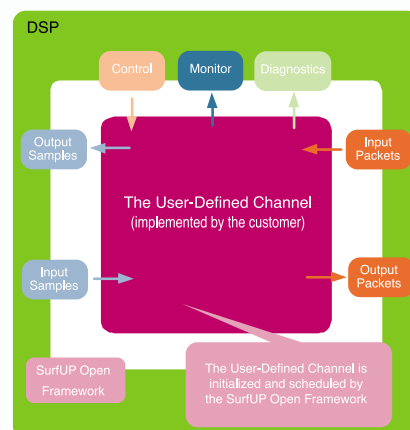 DSP
Control
Monitor
Diagnostics
Output
Samples
Input
Packets
The User-Defined Channel
(implemented by the customer)
Input
Samples
Output
Packets
SurfUP Open
Framework
The User-Defined Channel is
initialized and scheduled by
the SurfUP Open Framework